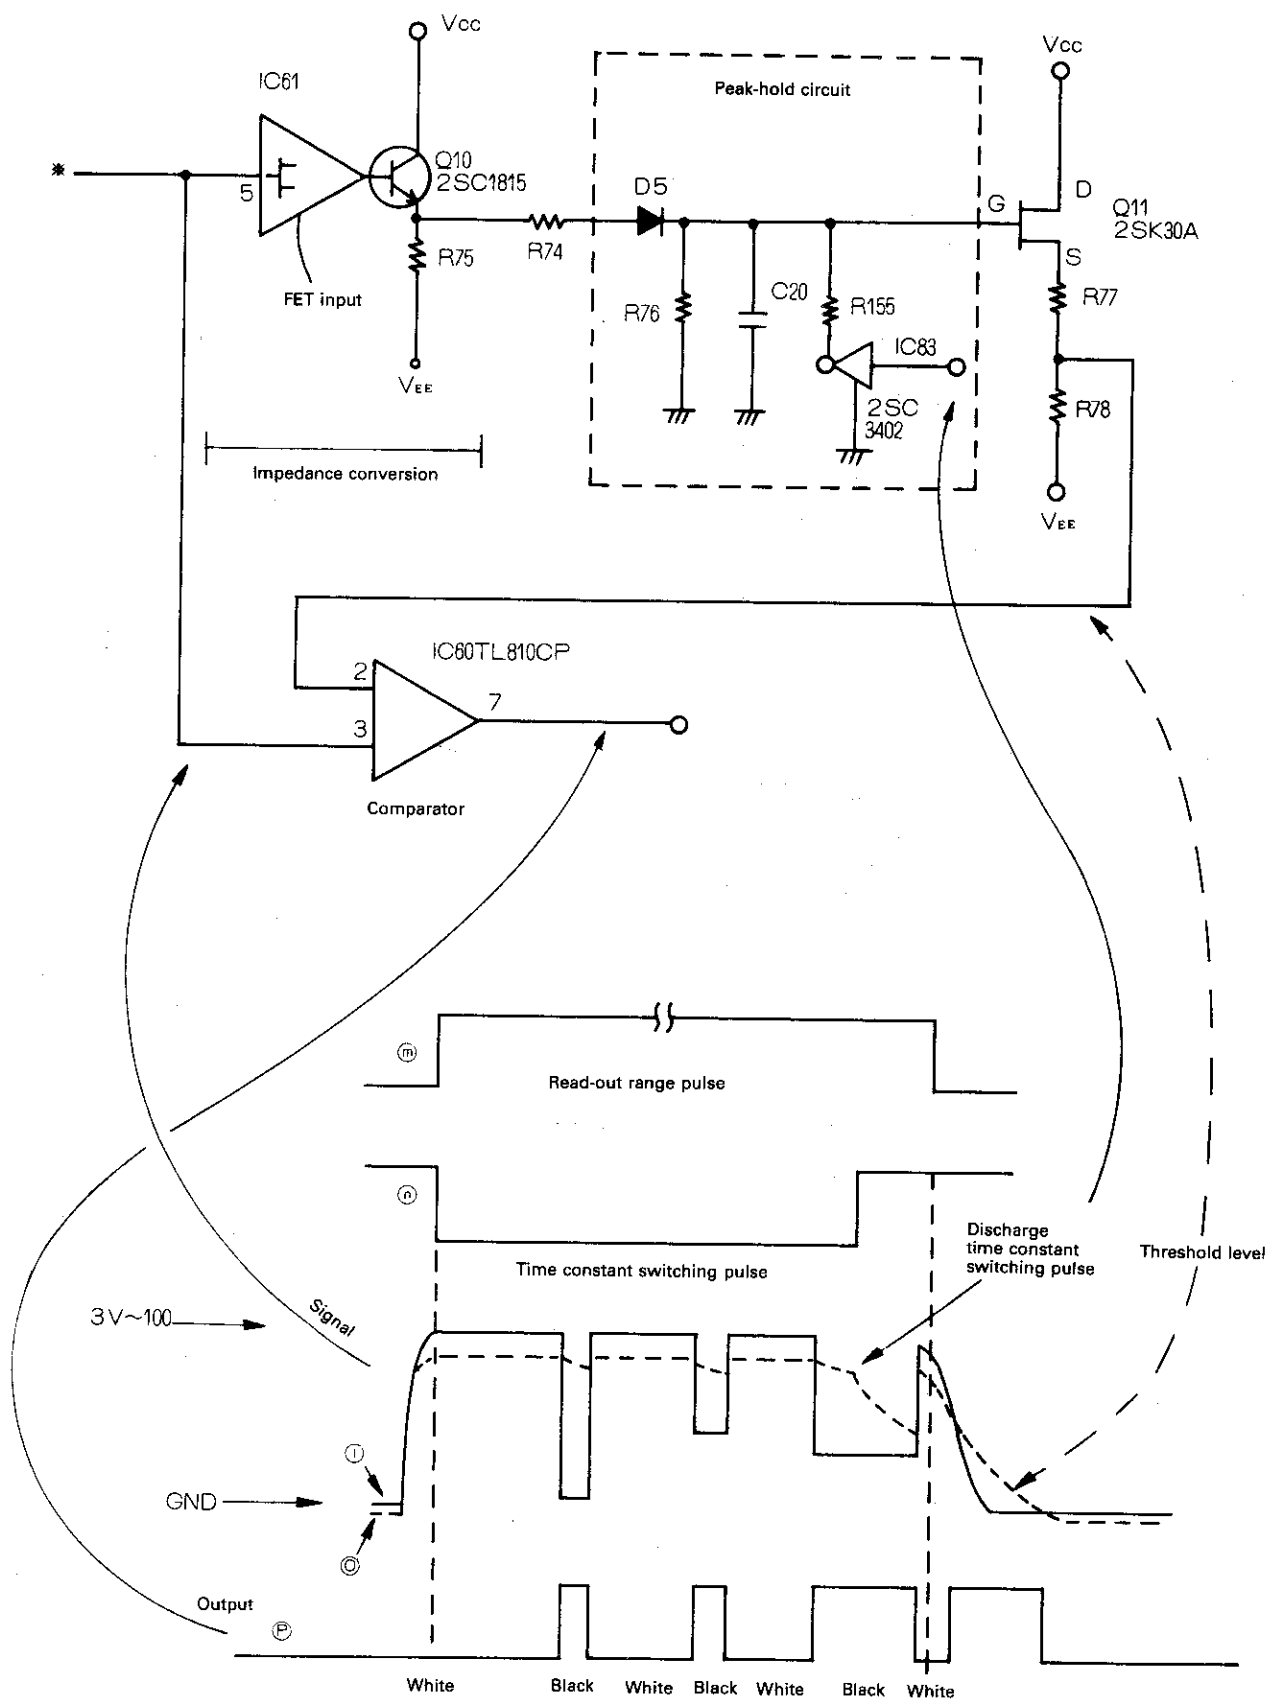 Vcc
Vcc
IC61
Peak-hold circuit
※
5
Q10
2SC1815
D5
G
D
Q11
2SK30A
R75
R74
S
FET input
R76
C20
R155
R77
IC83
VEE
2SC
3402
R78
Impedance conversion
VEE
IC60TL810CP
2
7
3
Comparator
ⓜ
Read-out range pulse
ⓝ
Discharge
time constant
switching pulse
Threshold level
Time constant switching pulse
3V~100
Signal
Ⓘ
GND
Ⓞ
Output
Ⓟ
White
Black
White
Black
White
Black
White